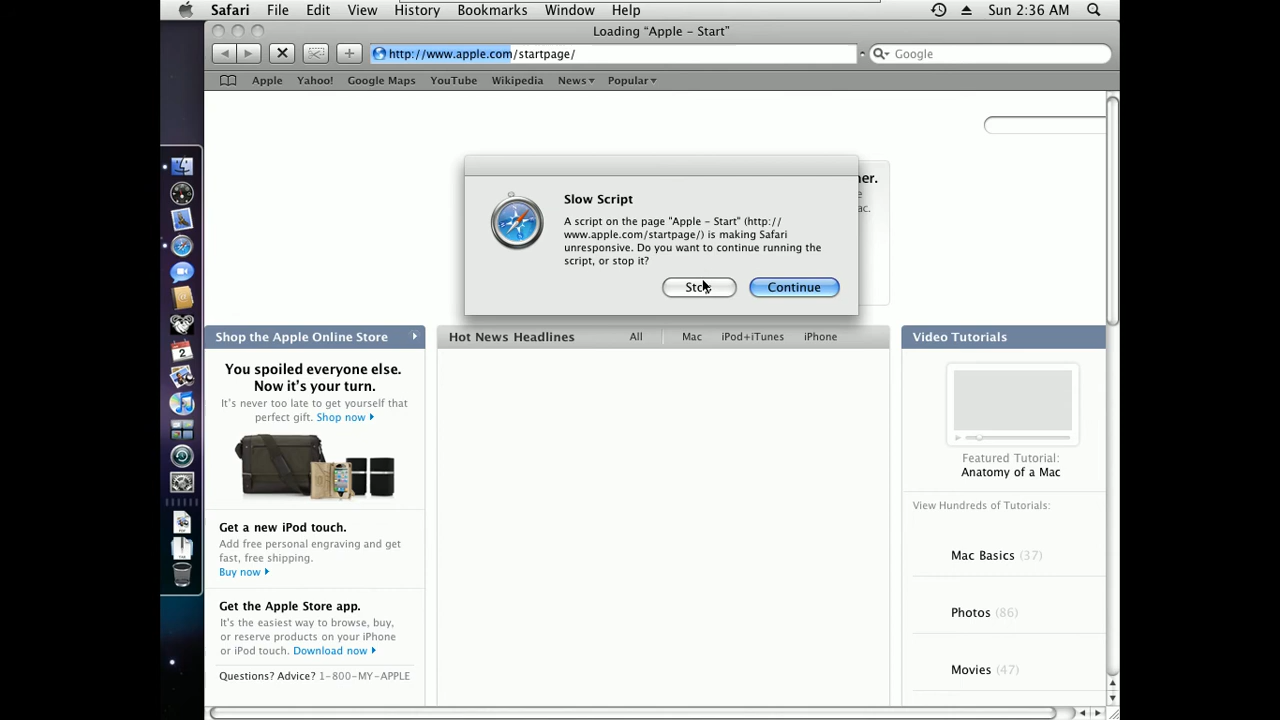 Safari File Edit View History Bookmarks Window Help Sun 2:36 AM
Loading “Apple – Start”
http://www.apple.com/startpage/ Google
Apple Yahoo! Google Maps YouTube Wikipedia News Popular
Slow Script
A script on the page "Apple – Start" (http://
www.apple.com/startpage/) is making Safari
unresponsive. Do you want to continue running the
script, or stop it?
Continue
Shop the Apple Online Store
You spoiled everyone else.
Now it's your turn.
It's never too late to get yourself that
perfect gift. Shop now
Get a new iPod touch.
Add free personal engraving and get
fast, free shipping.
Buy now
Get the Apple Store app.
It's the easiest way to browse, buy,
or reserve products on your iPhone
or iPod touch. Download now
Questions? Advice? 1-800-MY-APPLE
Hot News Headlines All Mac iPod+iTunes iPhone
Video Tutorials
Featured Tutorial:
Anatomy of a Mac
View Hundreds of Tutorials:
Mac Basics (37)
Photos (86)
Movies (47)